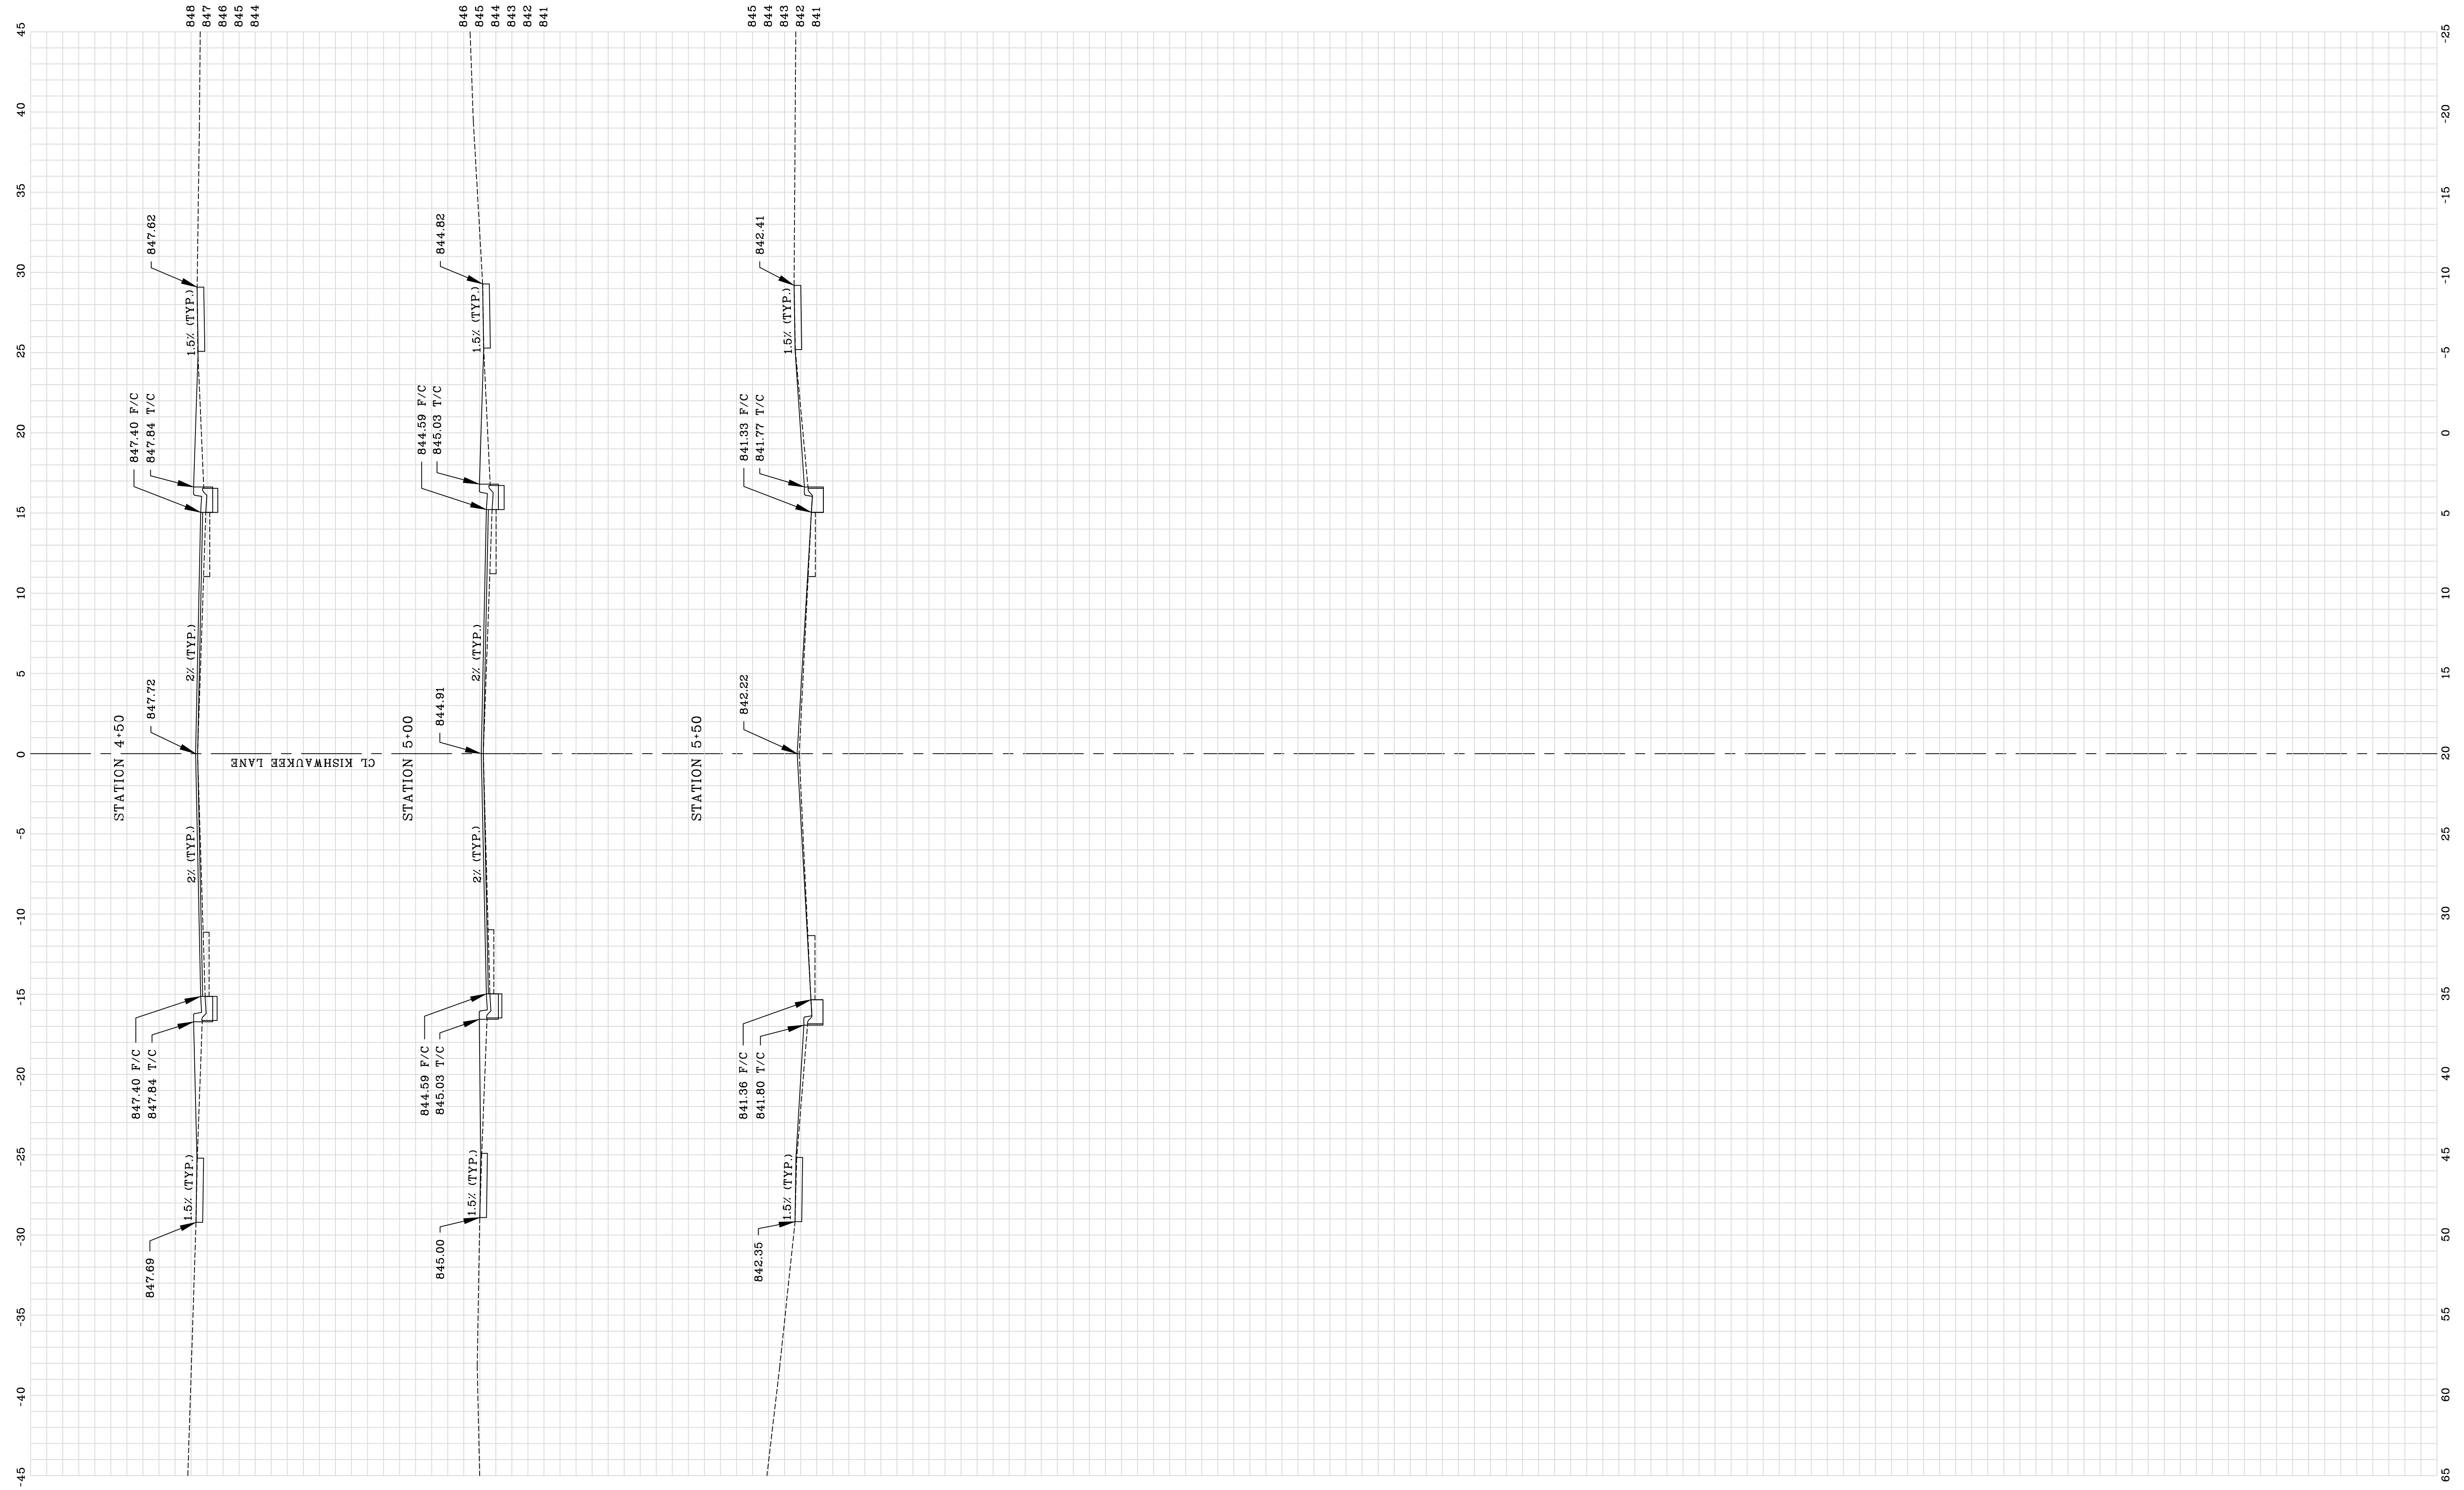 45
40
35
30
25
20
15
10
5
0
-5
-10
-15
-20
-25
-30
-35
-40
-45
848
847
846
845
844
STATION 4+50
847.62
1.5% (TYP.)
847.40 F/C
847.84 T/C
2% (TYP.)
847.72
2% (TYP.)
847.40 F/C
847.84 T/C
1.5% (TYP.)
847.69
CL KISHWAUKEE LANE
846
845
844
843
842
841
STATION 5+00
844.82
1.5% (TYP.)
844.59 F/C
845.03 T/C
2% (TYP.)
844.91
2% (TYP.)
844.59 F/C
845.03 T/C
1.5% (TYP.)
845.00
845
844
843
842
841
STATION 5+50
842.41
1.5% (TYP.)
841.33 F/C
841.77 T/C
842.22
841.36 F/C
841.80 T/C
1.5% (TYP.)
842.35
-25
-20
-15
-10
-5
0
5
10
15
20
25
30
35
40
45
50
55
60
65